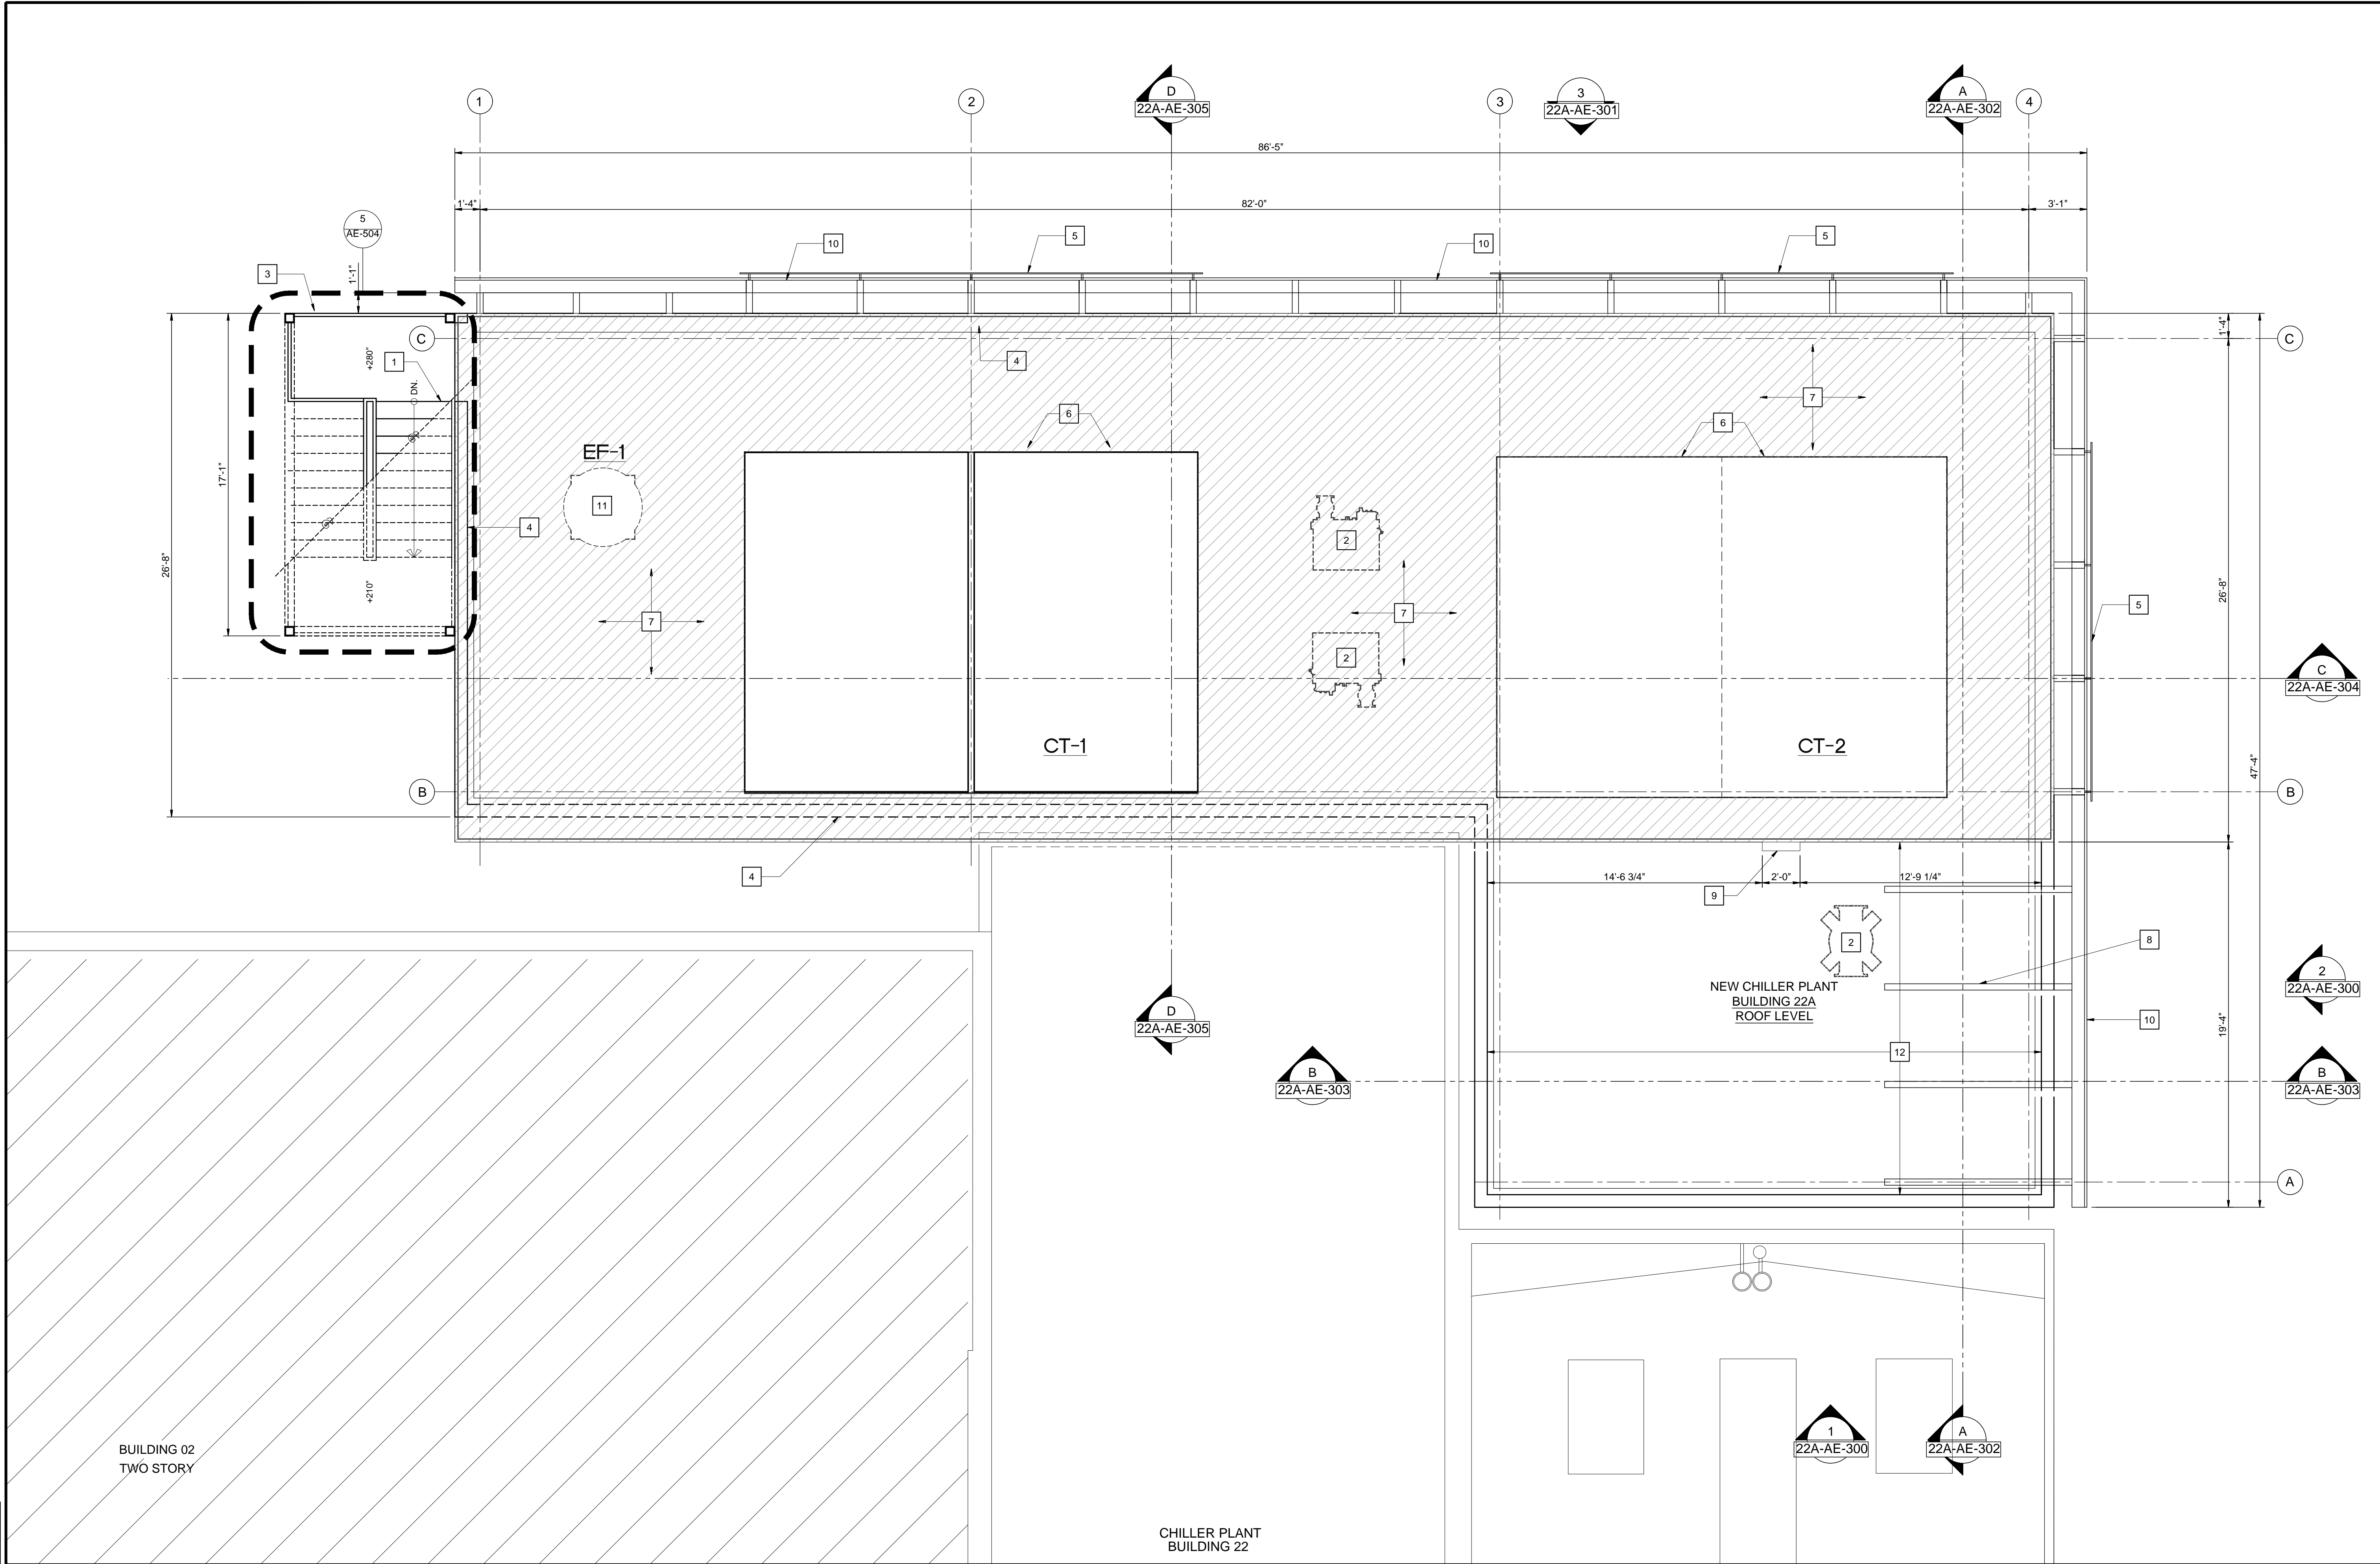 D
22A-AE-305
3
22A-AE-301
A
22A-AE-302
1
2
3
4
86'-5"
1'-4"
82'-0"
3'-1"
5
AE-504
1'-1"
3
10
5
10
5
C
+280"
1
DN.
4
1'-4"
C
7
6
6
EF-1
11
17'-1"
26'-8"
4
2
7
7
2
+210"
26'-8"
5
C
22A-AE-304
CT-1
CT-2
47'-4"
B
B
4
14'-6 3/4"
2'-0"
12'-9 1/4"
9
2
8
NEW CHILLER PLANT
BUILDING 22A
ROOF LEVEL
2
22A-AE-300
D
22A-AE-305
10
19'-4"
12
B
22A-AE-303
B
22A-AE-303
A
1
22A-AE-300
A
22A-AE-302
BUILDING 02
TWO STORY
CHILLER PLANT
BUILDING 22